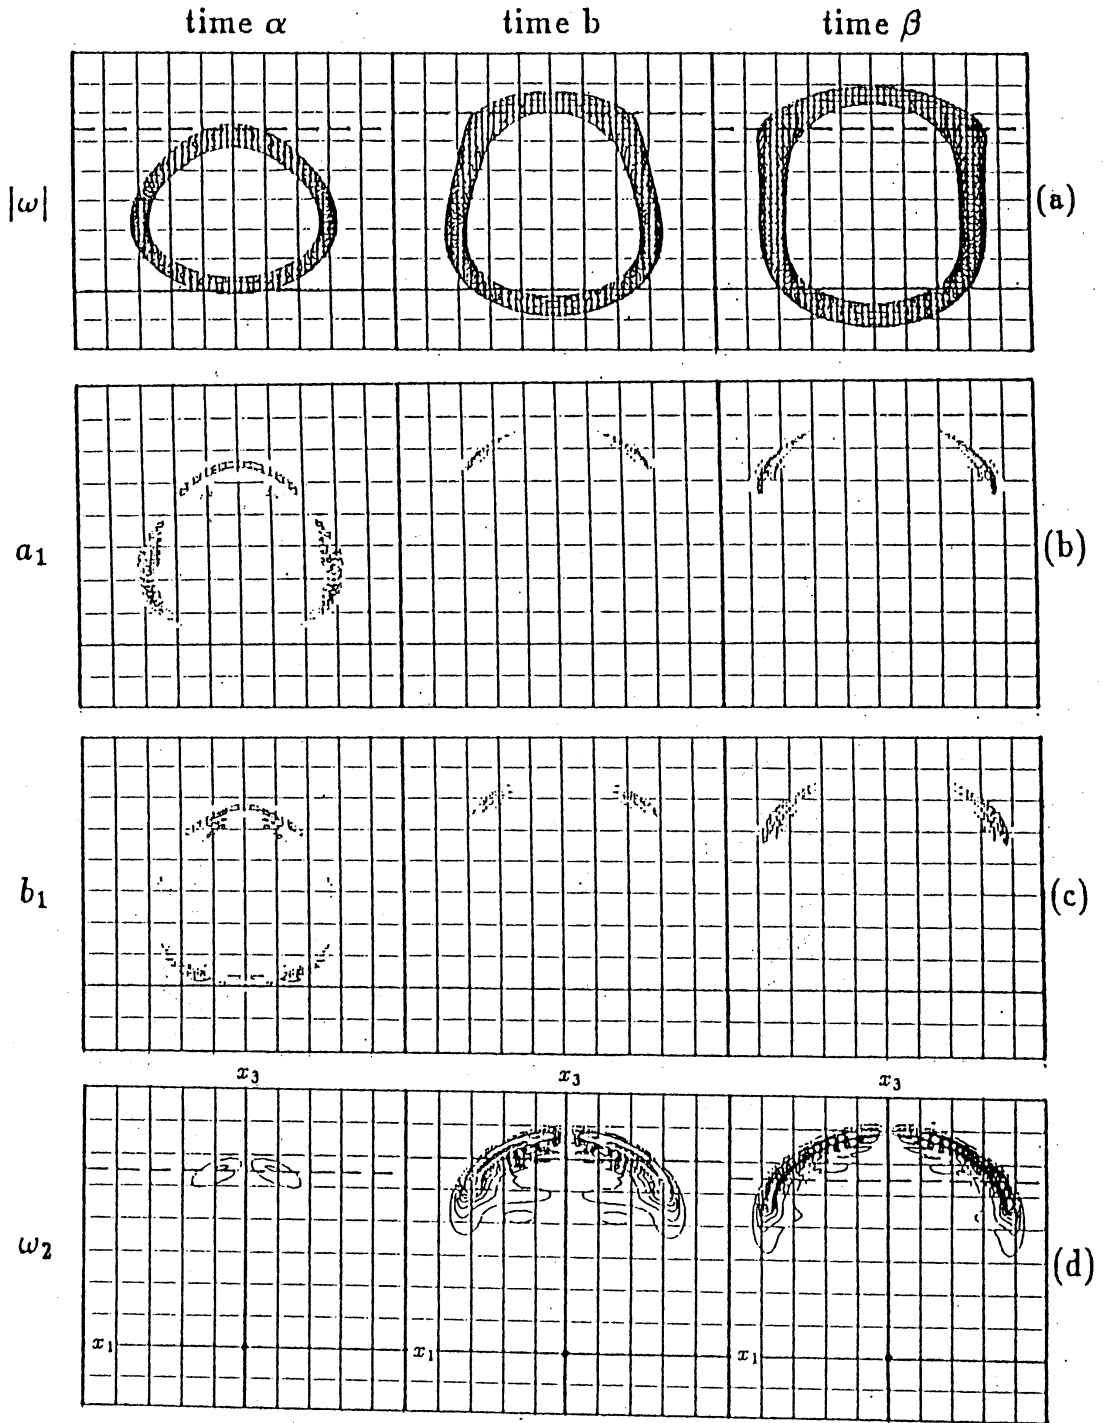 time α time b time β
|ω| (a)
a₁ (b)
b₁ (c)
x₃ x₃ x₃
ω₂ (d)
x₁ x₁ x₁